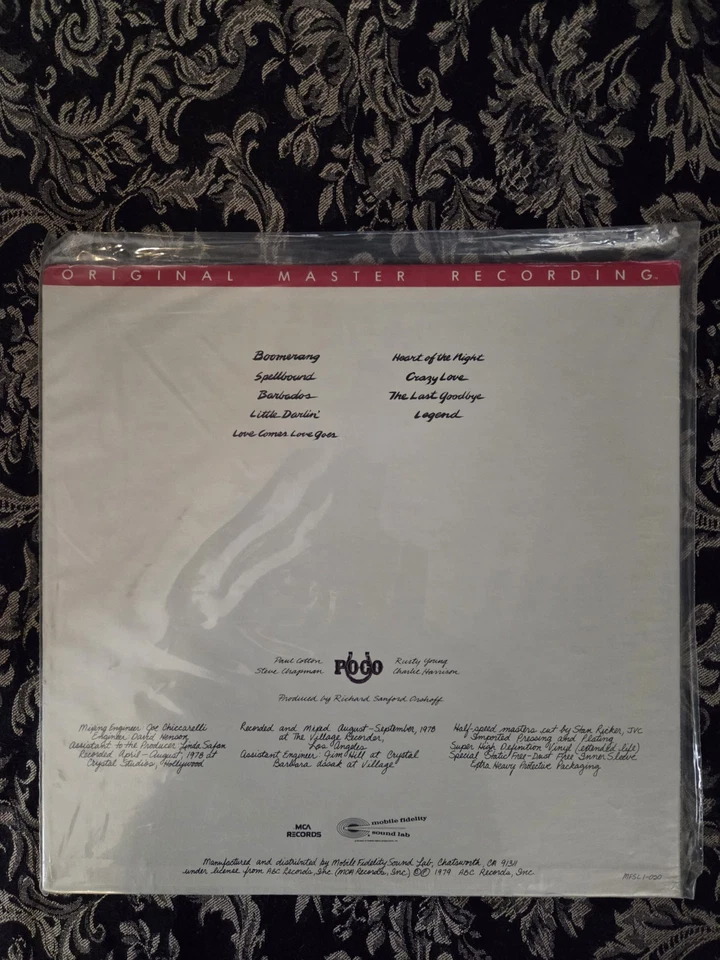 ORIGINAL MASTER RECORDING™
Boomerang
Spellbound
Barbados
Little Darlin'
Love Comes Love Goes
Heart of the Night
Crazy Love
The Last Goodbye
Legend
Paul Cotton
Steve Chapman
POCO
Rusty Young
Charlie Harrison
Produced by Richard Sanford Orshoff
Mixing Engineer Joe Chiccarelli
Engineer David Henson
Assistant to the Producer Lynda Safan
Recorded April-August, 1978 at
Crystal Studios, Hollywood
Recorded and Mixed August-September, 1978
at The Village Recorder,
Los Angeles
Assistant Engineer: Jim Hill at Crystal
Barbara Issak at Village
Half-speed masters cut by Stan Ricker, JVC
Imported Pressing and Plating
Super High Definition Vinyl (extended life)
Special Static Free-Dust Free Inner Sleeve
Extra Heavy Protective Packaging
MCA
RECORDS
mobile fidelity
sound lab
Manufactured and distributed by Mobile Fidelity Sound Lab, Chatsworth, CA 91311
under license from ABC Records, Inc (MCA Records, Inc) ©℗ 1979 ABC Records, Inc.
MFSL 1-020